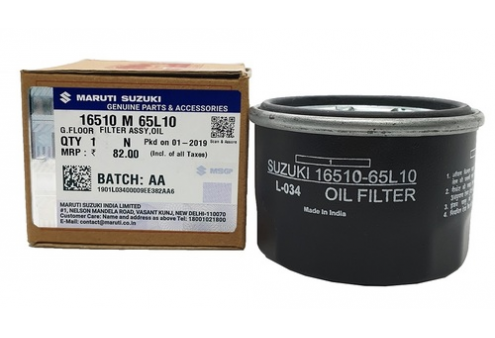 MARUTI SUZUKI
GENUINE PARTS & ACCESSORIES
16510 M 65L10
G.FLOOR FILTER ASSY,OIL
QTY 1 N Pkd on 01-2019
MRP : ₹ 82.00 (Incl. of all Taxes)
BATCH: AA
1901L03400009EE382AA6
MSGP
MARUTI SUZUKI INDIA LIMITED
#1, NELSON MANDELA ROAD, VASANT KUNJ, NEW DELHI-110070
Customer Care: Name and address as above Tel. No. 18001021800
E-Mail: contact@maruti.co.in
SUZUKI 16510-65L10
L-034 OIL FILTER
Made in India